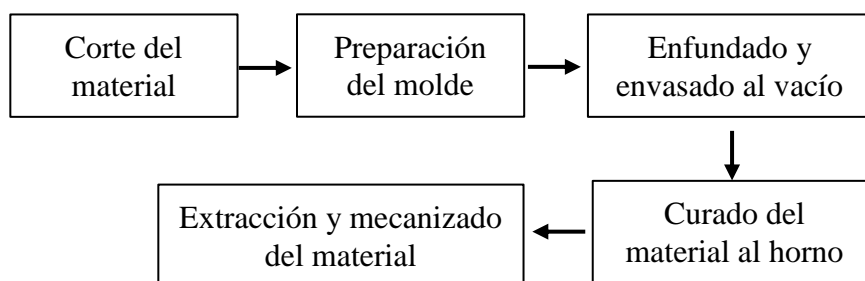 Corte del
material
Preparación
del molde
Enfundado y
envasado al vacío
Curado del
material al horno
Extracción y mecanizado
del material